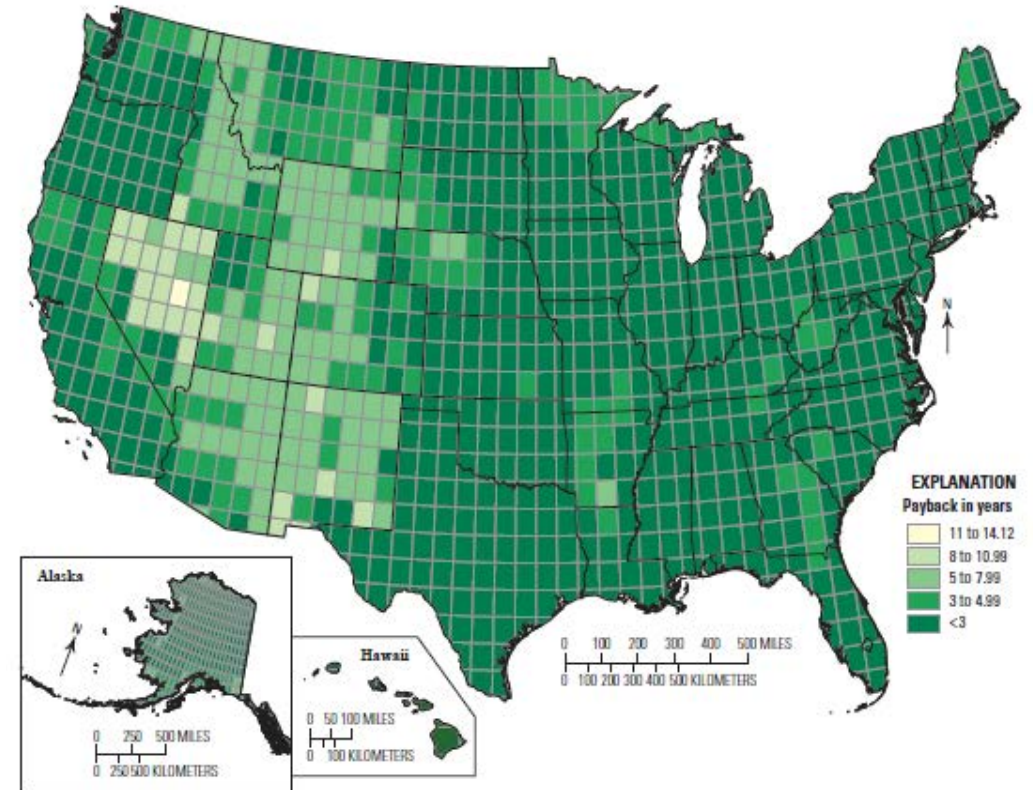 N
EXPLANATION
Payback in years
11 to 14.12
8 to 10.99
5 to 7.99
3 to 4.99
<3
Alaska
N
0 250 500 MILES
0 250 500 KILOMETERS
Hawaii
0 50 100 MILES
0 100 KILOMETERS
0 100 200 300 400 500 MILES
0 100 200 300 400 500 KILOMETERS